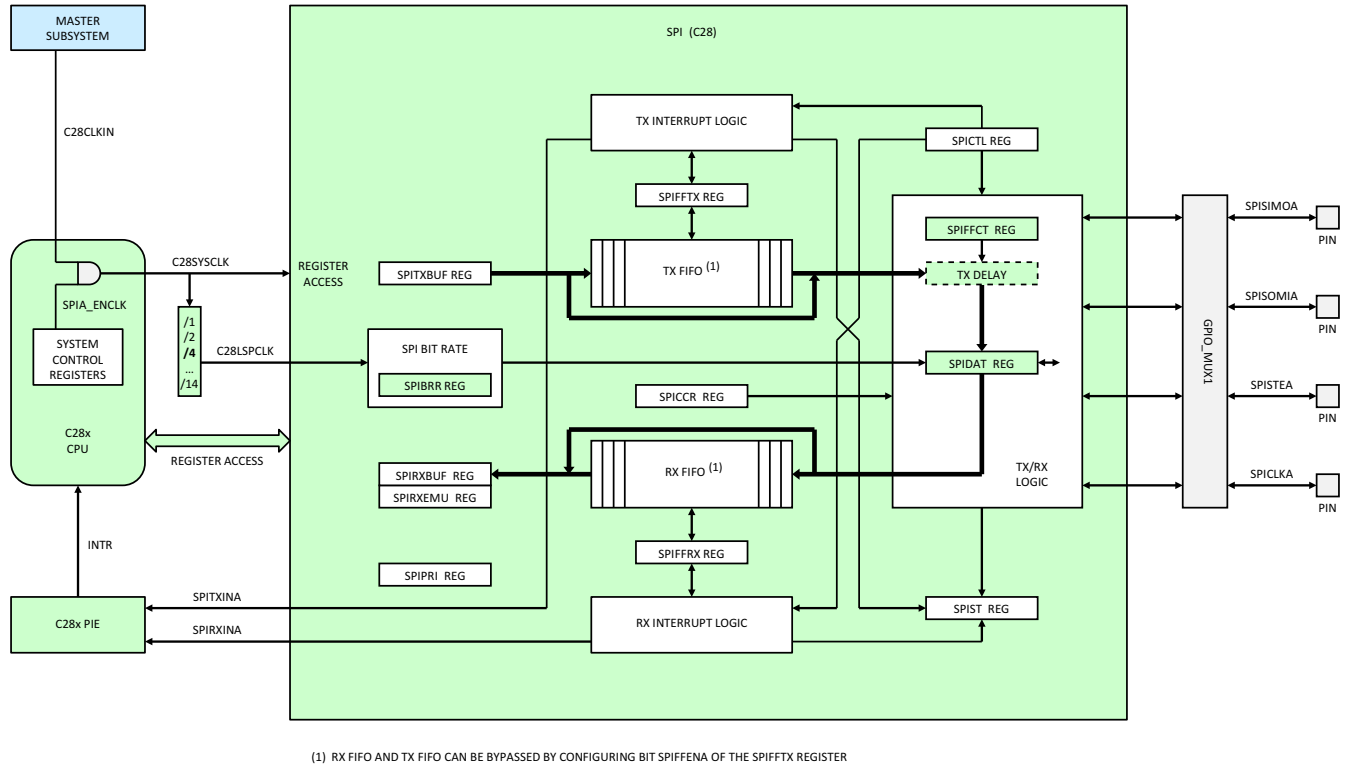 MASTER
SUBSYSTEM
SPI (C28)
C28CLKIN
TX INTERRUPT LOGIC
SPICTL REG
SPIFFTX REG
SPISIMOA
PIN
SPIFFCT REG
REGISTER
ACCESS
C28SYSCLK
SPITXBUF REG
TX FIFO (1)
TX DELAY
SPIA_ENCLK
SPISOMIA
PIN
/1
/2
/4
...
/14
SYSTEM
CONTROL
REGISTERS
C28LSPCLK
SPI BIT RATE
SPIBRR REG
SPIDAT REG
GPIO_MUX1
SPICCR REG
SPISTEA
PIN
C28x
CPU
REGISTER ACCESS
SPIRXBUF REG
SPIRXEMU REG
RX FIFO (1)
TX/RX
LOGIC
SPICLKA
PIN
INTR
SPIFFRX REG
SPIPRI REG
SPITXINA
C28x PIE
SPIRXINA
RX INTERRUPT LOGIC
SPIST REG
(1) RX FIFO AND TX FIFO CAN BE BYPASSED BY CONFIGURING BIT SPIFFENA OF THE SPIFFTX REGISTER